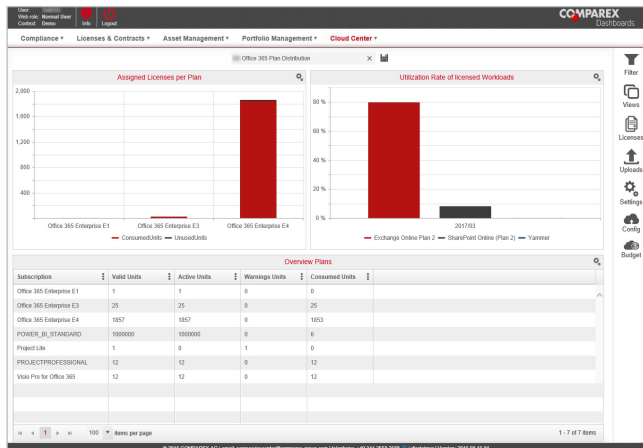 User:
Web role: Normal User
Context: Demo
Info
Logout
COMPAREX
Dashboards
Compliance
Licenses & Contracts
Asset Management
Portfolio Management
Cloud Center
Office 365 Plan Distribution
Assigned Licenses per Plan
2,000
1,600
1,200
800
400
Office 365 Enterprise E1
Office 365 Enterprise E3
Office 365 Enterprise E4
ConsumedUnits
UnusedUnits
Utilization Rate of licensed Workloads
80 %
60 %
40 %
20 %
0 %
2017/03
Exchange Online Plan 2
SharePoint Online (Plan 2)
Yammer
Filter
Views
Licenses
Uploads
Settings
Config
Budget
Overview Plans
Subscription Valid Units Active Units Warnings Units Consumed Units
Office 365 Enterprise E1 1 1 0 0
Office 365 Enterprise E3 25 25 0 25
Office 365 Enterprise E4 1857 1857 0 1853
POWER_BI_STANDARD 1000000 1000000 0 6
Project Lite 1 0 1 0
PROJECTPROFESSIONAL 12 12 0 12
Visio Pro for Office 365 12 12 0 12
1 100 items per page
1 - 7 of 7 items